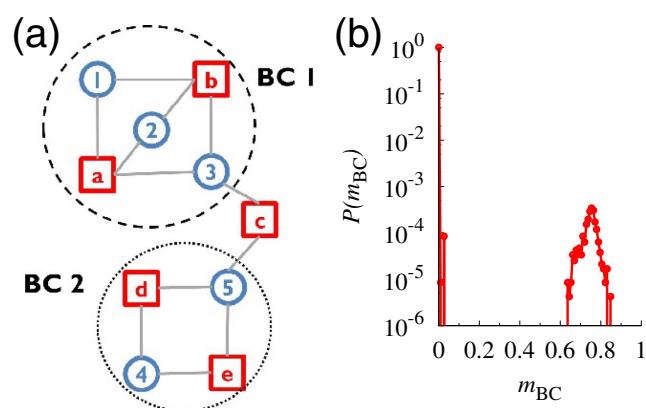 (a)
1
b
BC 1
2
a
3
c
BC 2
d
5
4
e
(b)
P(m_BC)
10^0
10^-1
10^-2
10^-3
10^-4
10^-5
10^-6
0 0.2 0.4 0.6 0.8 1
m_BC